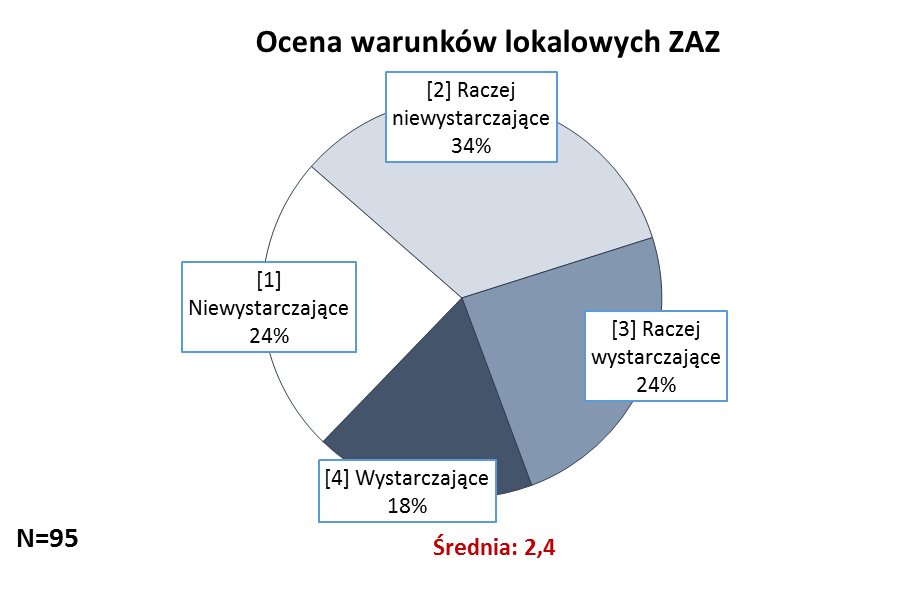 Ocena warunków lokalowych ZAZ
[2] Raczej
niewystarczające
34%
[1]
Niewystarczające
24%
[3] Raczej
wystarczające
24%
[4] Wystarczające
18%
N=95
Średnia: 2,4